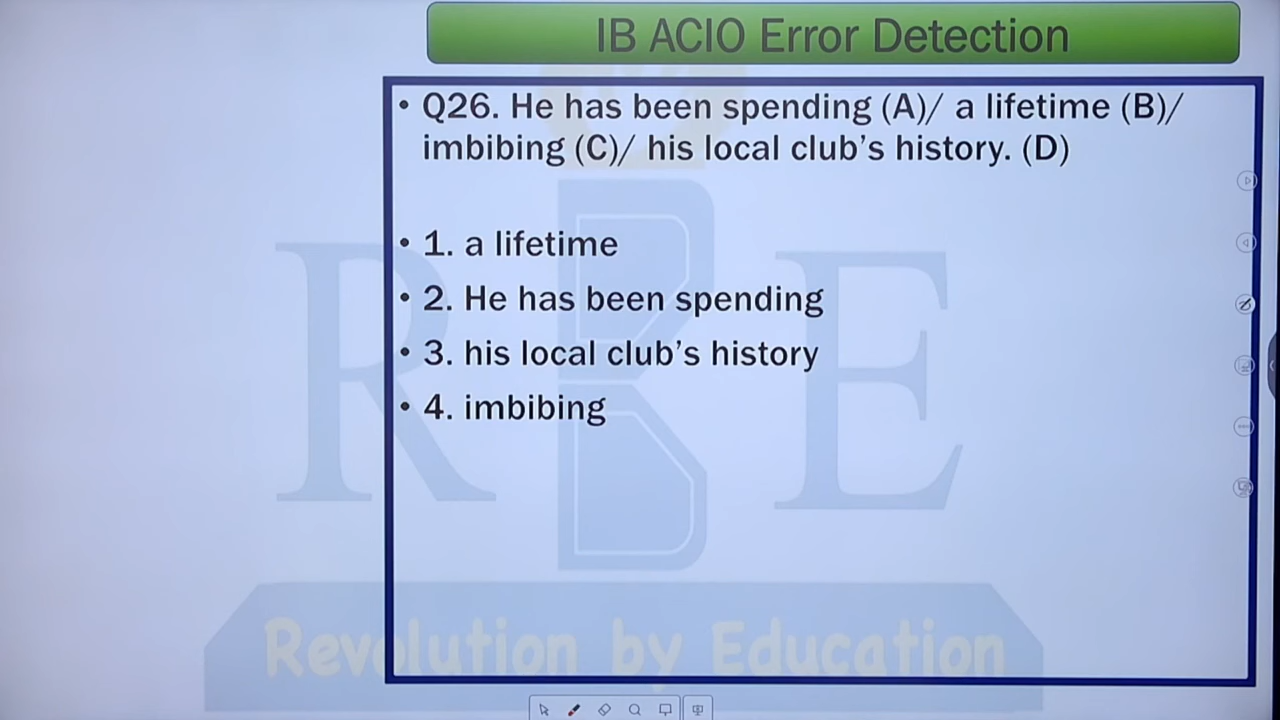 IB ACIO Error Detection
• Q26. He has been spending (A)/ a lifetime (B)/
imbibing (C)/ his local club’s history. (D)
• 1. a lifetime
• 2. He has been spending
• 3. his local club’s history
• 4. imbibing
RBE
Revolution by Education